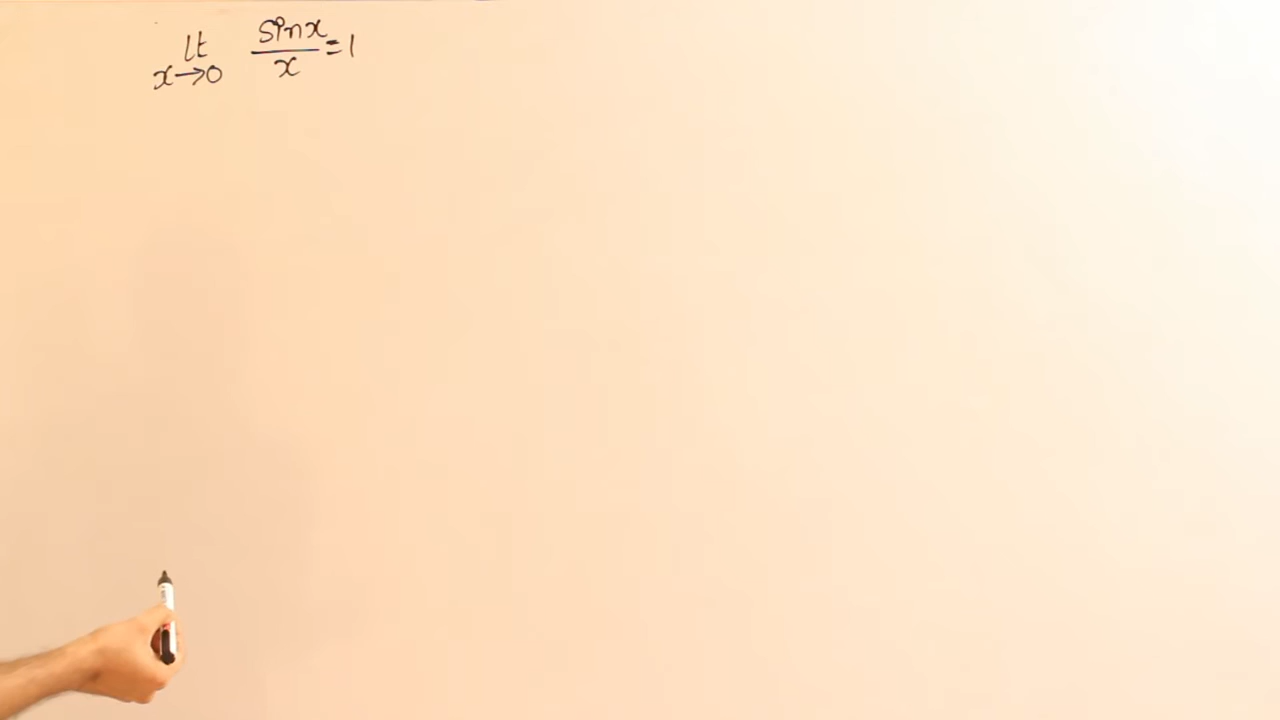 lt sinx/x = 1
x→0